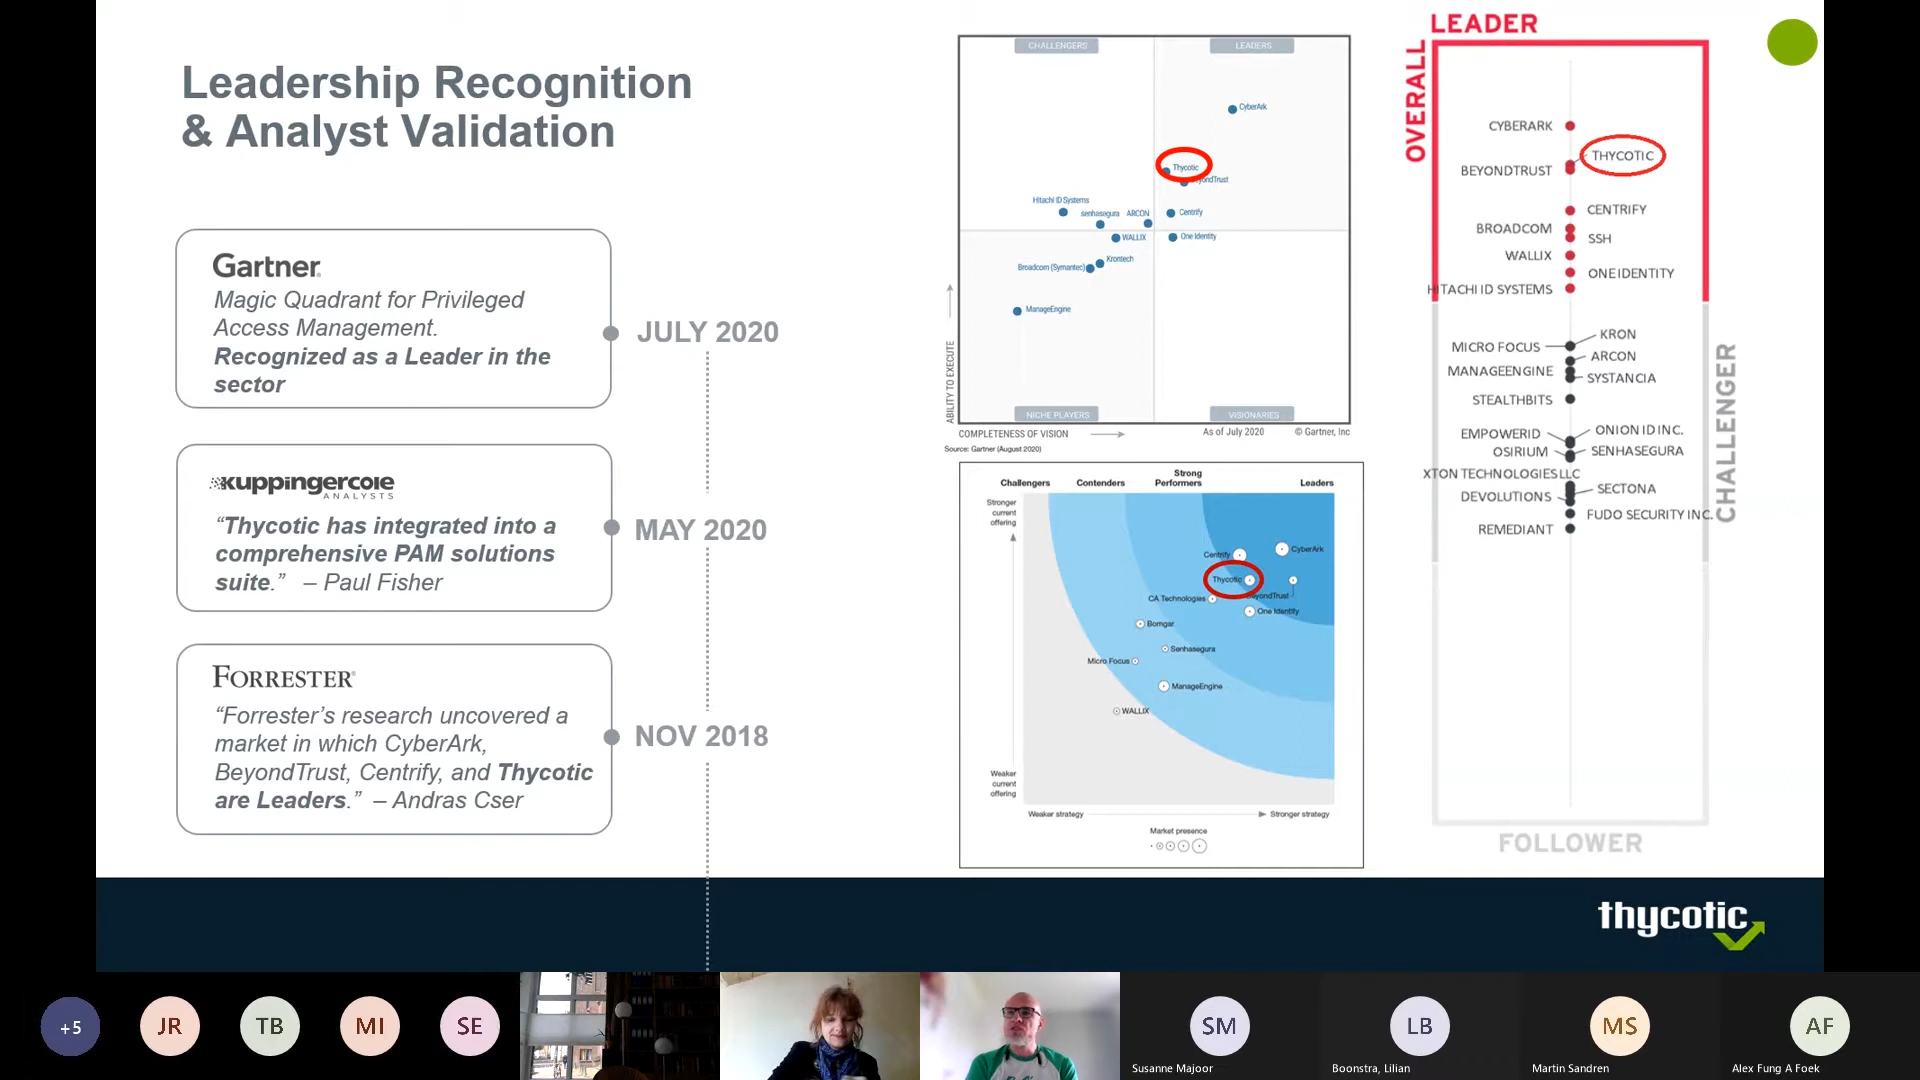 Leadership Recognition
& Analyst Validation
Gartner
Magic Quadrant for Privileged
Access Management.
Recognized as a Leader in the
sector
JULY 2020
kuppingercole
ANALYSTS
“Thycotic has integrated into a
comprehensive PAM solutions
suite.” – Paul Fisher
MAY 2020
FORRESTER
“Forrester’s research uncovered a
market in which CyberArk,
BeyondTrust, Centrify, and Thycotic
are Leaders.” – Andras Cser
NOV 2018
CHALLENGERS
LEADERS
CyberArk
Thycotic
BeyondTrust
Hitachi ID Systems
senhasegura
ARCON
Centrify
WALLIX
One Identity
Krontech
Broadcom (Symantec)
ManageEngine
NICHE PLAYERS
VISIONARIES
ABILITY TO EXECUTE
COMPLETENESS OF VISION
As of July 2020
© Gartner, Inc
Source: Gartner (August 2020)
Challengers
Contenders
Strong
Performers
Leaders
Stronger
current
offering
Centrify
CyberArk
Thycotic
BeyondTrust
CA Technologies
One Identity
Bomgar
Senhasegura
Micro Focus
ManageEngine
WALLIX
Weaker
current
offering
Weaker strategy
Stronger strategy
Market presence
LEADER
OVERALL
CYBERARK
THYCOTIC
BEYONDTRUST
CENTRIFY
BROADCOM
SSH
WALLIX
ONE IDENTITY
HITACHI ID SYSTEMS
KRON
MICRO FOCUS
ARCON
MANAGEENGINE
SYSTANCIA
STEALTHBITS
ONION ID INC.
EMPOWERID
OSIRIUM
SENHASEGURA
XTON TECHNOLOGIES LLC
SECTONA
DEVOLUTIONS
FUDO SECURITY INC.
REMEDIANT
CHALLENGER
FOLLOWER
thycotic
+5
JR
TB
MI
SE
SM
Susanne Majoor
LB
Boonstra, Lilian
MS
Martin Sandren
AF
Alex Fung A Foek